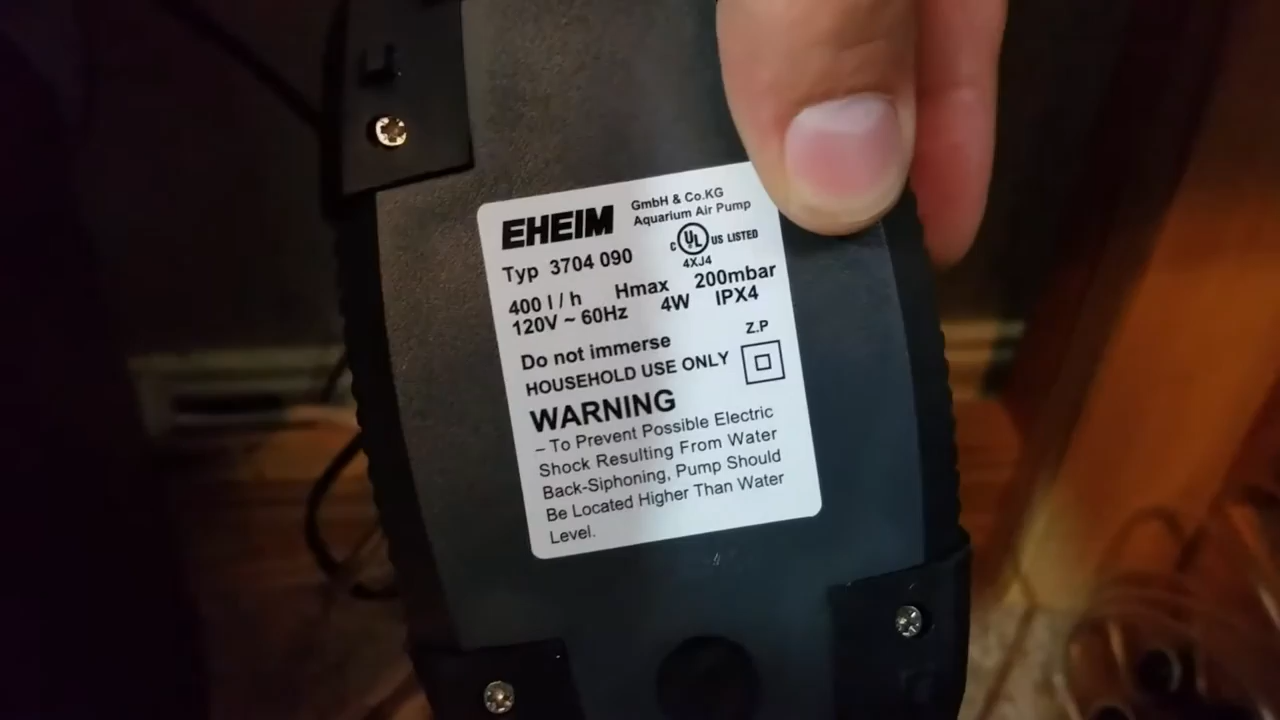 EHEIM GmbH & Co.KG
Aquarium Air Pump
Typ 3704 090 C UL US LISTED
4XJ4
400 l / h Hmax 200mbar
120V ~ 60Hz 4W IPX4
Z.P
Do not immerse
HOUSEHOLD USE ONLY
WARNING
– To Prevent Possible Electric
Shock Resulting From Water
Back-Siphoning, Pump Should
Be Located Higher Than Water
Level.